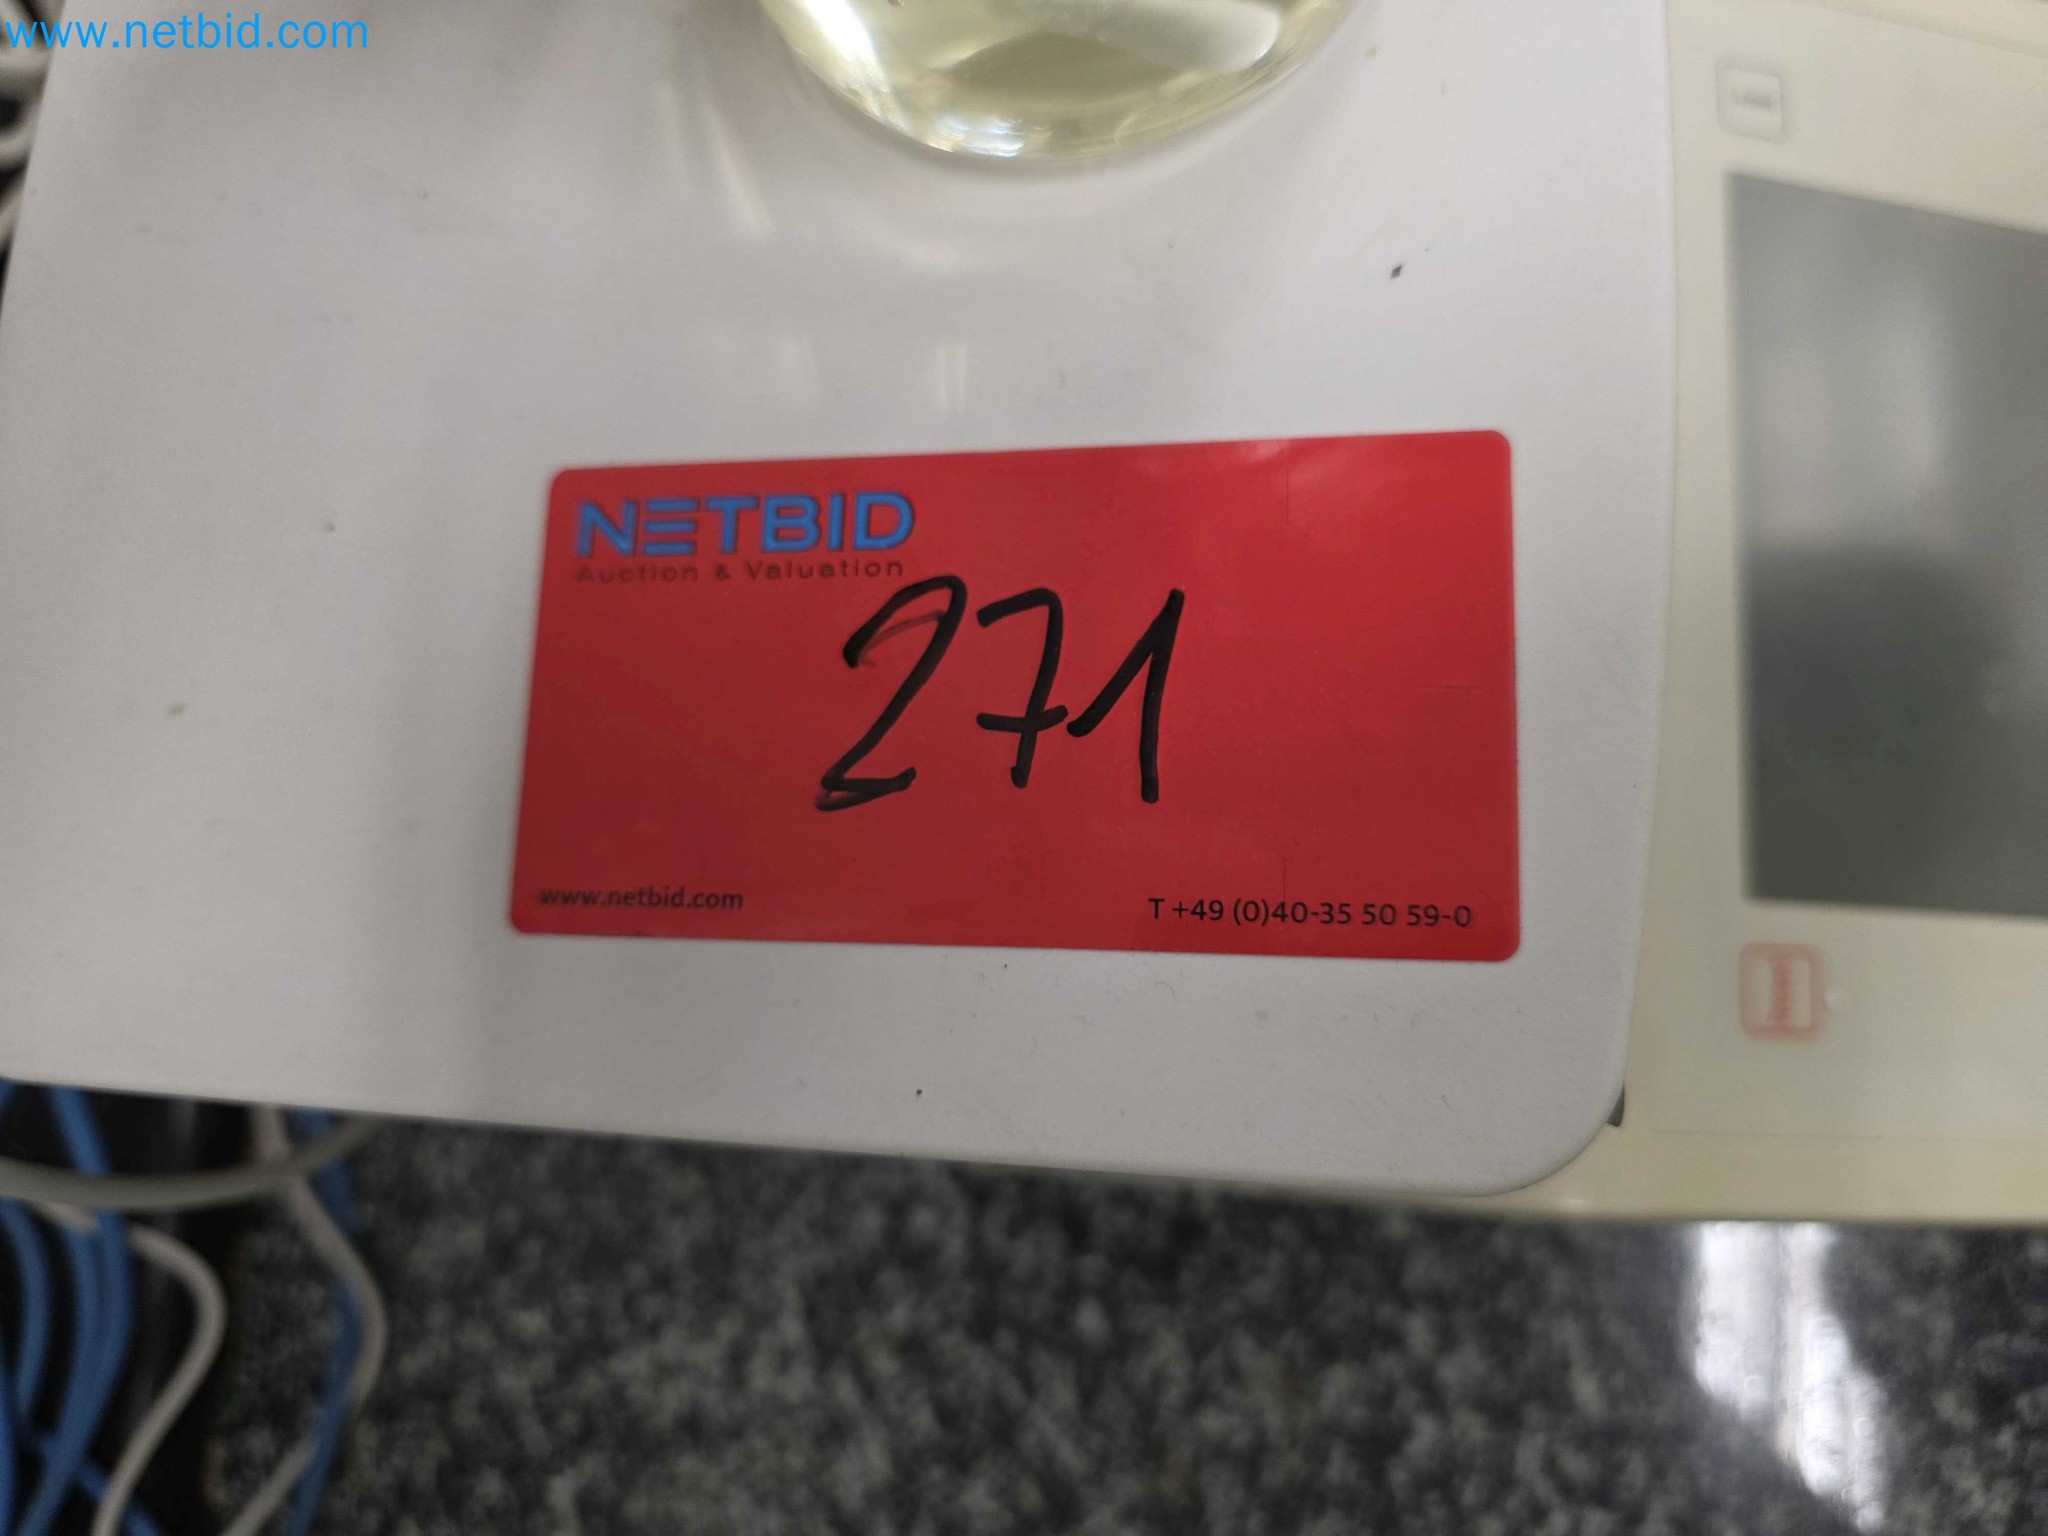 www.netbid.com
NETBID
Auction & Valuation
271
www.netbid.com
T +49 (0)40-35 50 59-0